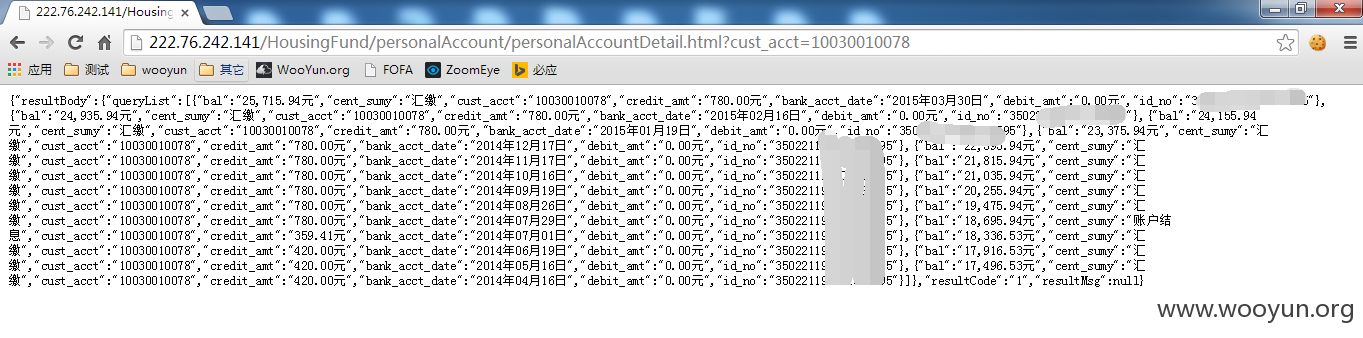 222.76.242.141/Housing
222.76.242.141/HousingFund/personalAccount/personalAccountDetail.html?cust_acct=10030010078
应用 测试 wooyun 其它 WooYun.org FOFA ZoomEye 必应
{"resultBody":{"queryList":[{"bal":"25,715.94元","cent_sumy":"汇缴","cust_acct":"10030010078","credit_amt":"780.00元","bank_acct_date":"2015年03月30日","debit_amt":"0.00元","id_no":"3 "},
{"bal":"24,935.94元","cent_sumy":"汇缴","cust_acct":"10030010078","credit_amt":"780.00元","bank_acct_date":"2015年02月16日","debit_amt":"0.00元","id_no":"3502 "},{"bal":"24,155.94
元","cent_sumy":"汇缴","cust_acct":"10030010078","credit_amt":"780.00元","bank_acct_date":"2015年01月19日","debit_amt":"0.00元","id_no":"350 95"},{"bal":"23,375.94元","cent_sumy":"汇
缴","cust_acct":"10030010078","credit_amt":"780.00元","bank_acct_date":"2014年12月17日","debit_amt":"0.00元","id_no":"350221 95"},{"bal":"22,595.94元","cent_sumy":"汇
缴","cust_acct":"10030010078","credit_amt":"780.00元","bank_acct_date":"2014年11月17日","debit_amt":"0.00元","id_no":"35022119 5"},{"bal":"21,815.94元","cent_sumy":"汇
缴","cust_acct":"10030010078","credit_amt":"780.00元","bank_acct_date":"2014年10月16日","debit_amt":"0.00元","id_no":"35022119 5"},{"bal":"21,035.94元","cent_sumy":"汇
缴","cust_acct":"10030010078","credit_amt":"780.00元","bank_acct_date":"2014年09月19日","debit_amt":"0.00元","id_no":"35022119 5"},{"bal":"20,255.94元","cent_sumy":"汇
缴","cust_acct":"10030010078","credit_amt":"780.00元","bank_acct_date":"2014年08月26日","debit_amt":"0.00元","id_no":"35022119 5"},{"bal":"19,475.94元","cent_sumy":"汇
缴","cust_acct":"10030010078","credit_amt":"780.00元","bank_acct_date":"2014年07月29日","debit_amt":"0.00元","id_no":"35022119 5"},{"bal":"18,695.94元","cent_sumy":"账户结
息","cust_acct":"10030010078","credit_amt":"359.41元","bank_acct_date":"2014年07月01日","debit_amt":"0.00元","id_no":"35022119 5"},{"bal":"18,336.53元","cent_sumy":"汇
缴","cust_acct":"10030010078","credit_amt":"420.00元","bank_acct_date":"2014年06月19日","debit_amt":"0.00元","id_no":"35022119 5"},{"bal":"17,916.53元","cent_sumy":"汇
缴","cust_acct":"10030010078","credit_amt":"420.00元","bank_acct_date":"2014年05月16日","debit_amt":"0.00元","id_no":"35022119 5"},{"bal":"17,496.53元","cent_sumy":"汇
缴","cust_acct":"10030010078","credit_amt":"420.00元","bank_acct_date":"2014年04月16日","debit_amt":"0.00元","id_no":"35022119 5"}]},"resultCode":"1","resultMsg":null}
www.wooyun.org